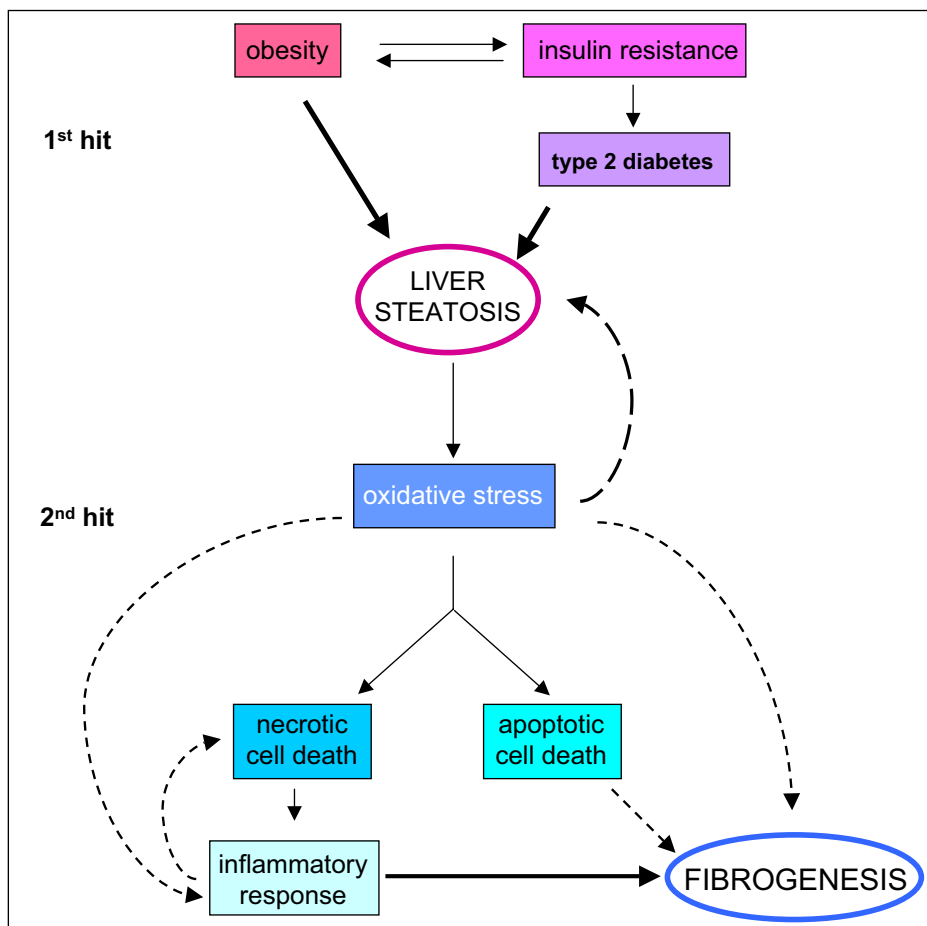 obesity
insulin resistance
1st hit
type 2 diabetes
LIVER
STEATOSIS
oxidative stress
2nd hit
necrotic
cell death
apoptotic
cell death
inflammatory
response
FIBROGENESIS